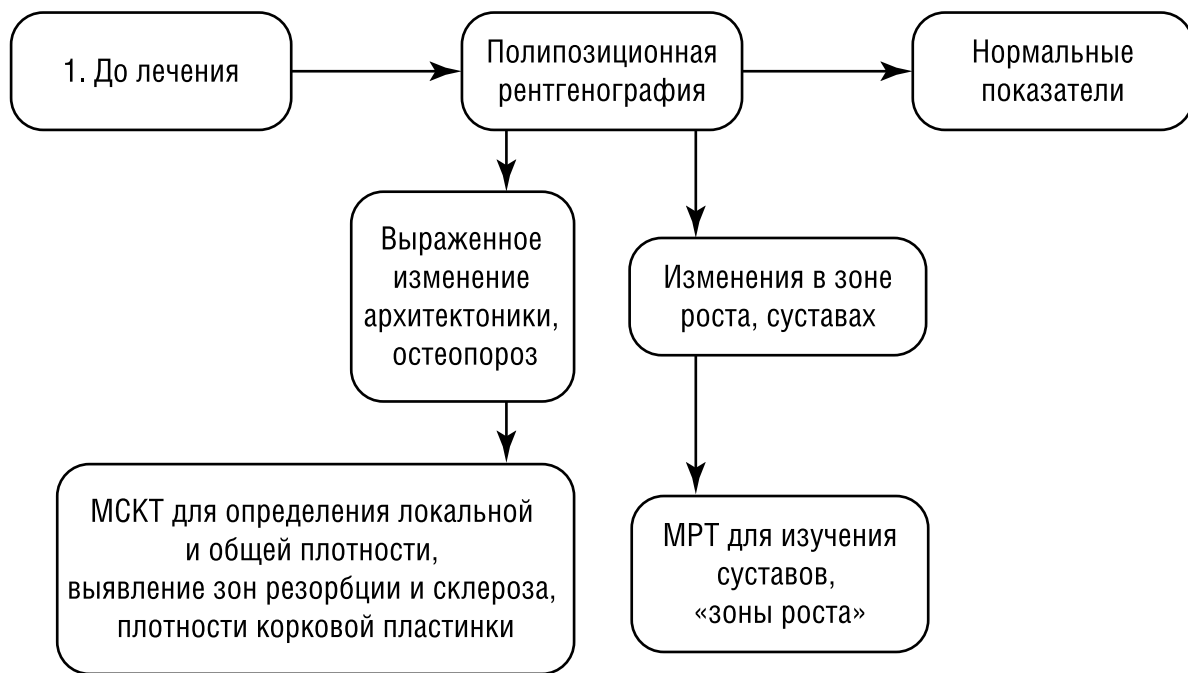 1. До лечения
Полипозиционная
рентгенография
Нормальные
показатели
Выраженное
изменение
архитектоники,
остеопороз
Изменения в зоне
роста, суставах
МСКТ для определения локальной
и общей плотности,
выявление зон резорбции и склероза,
плотности корковой пластинки
МРТ для изучения
суставов,
«зоны роста»